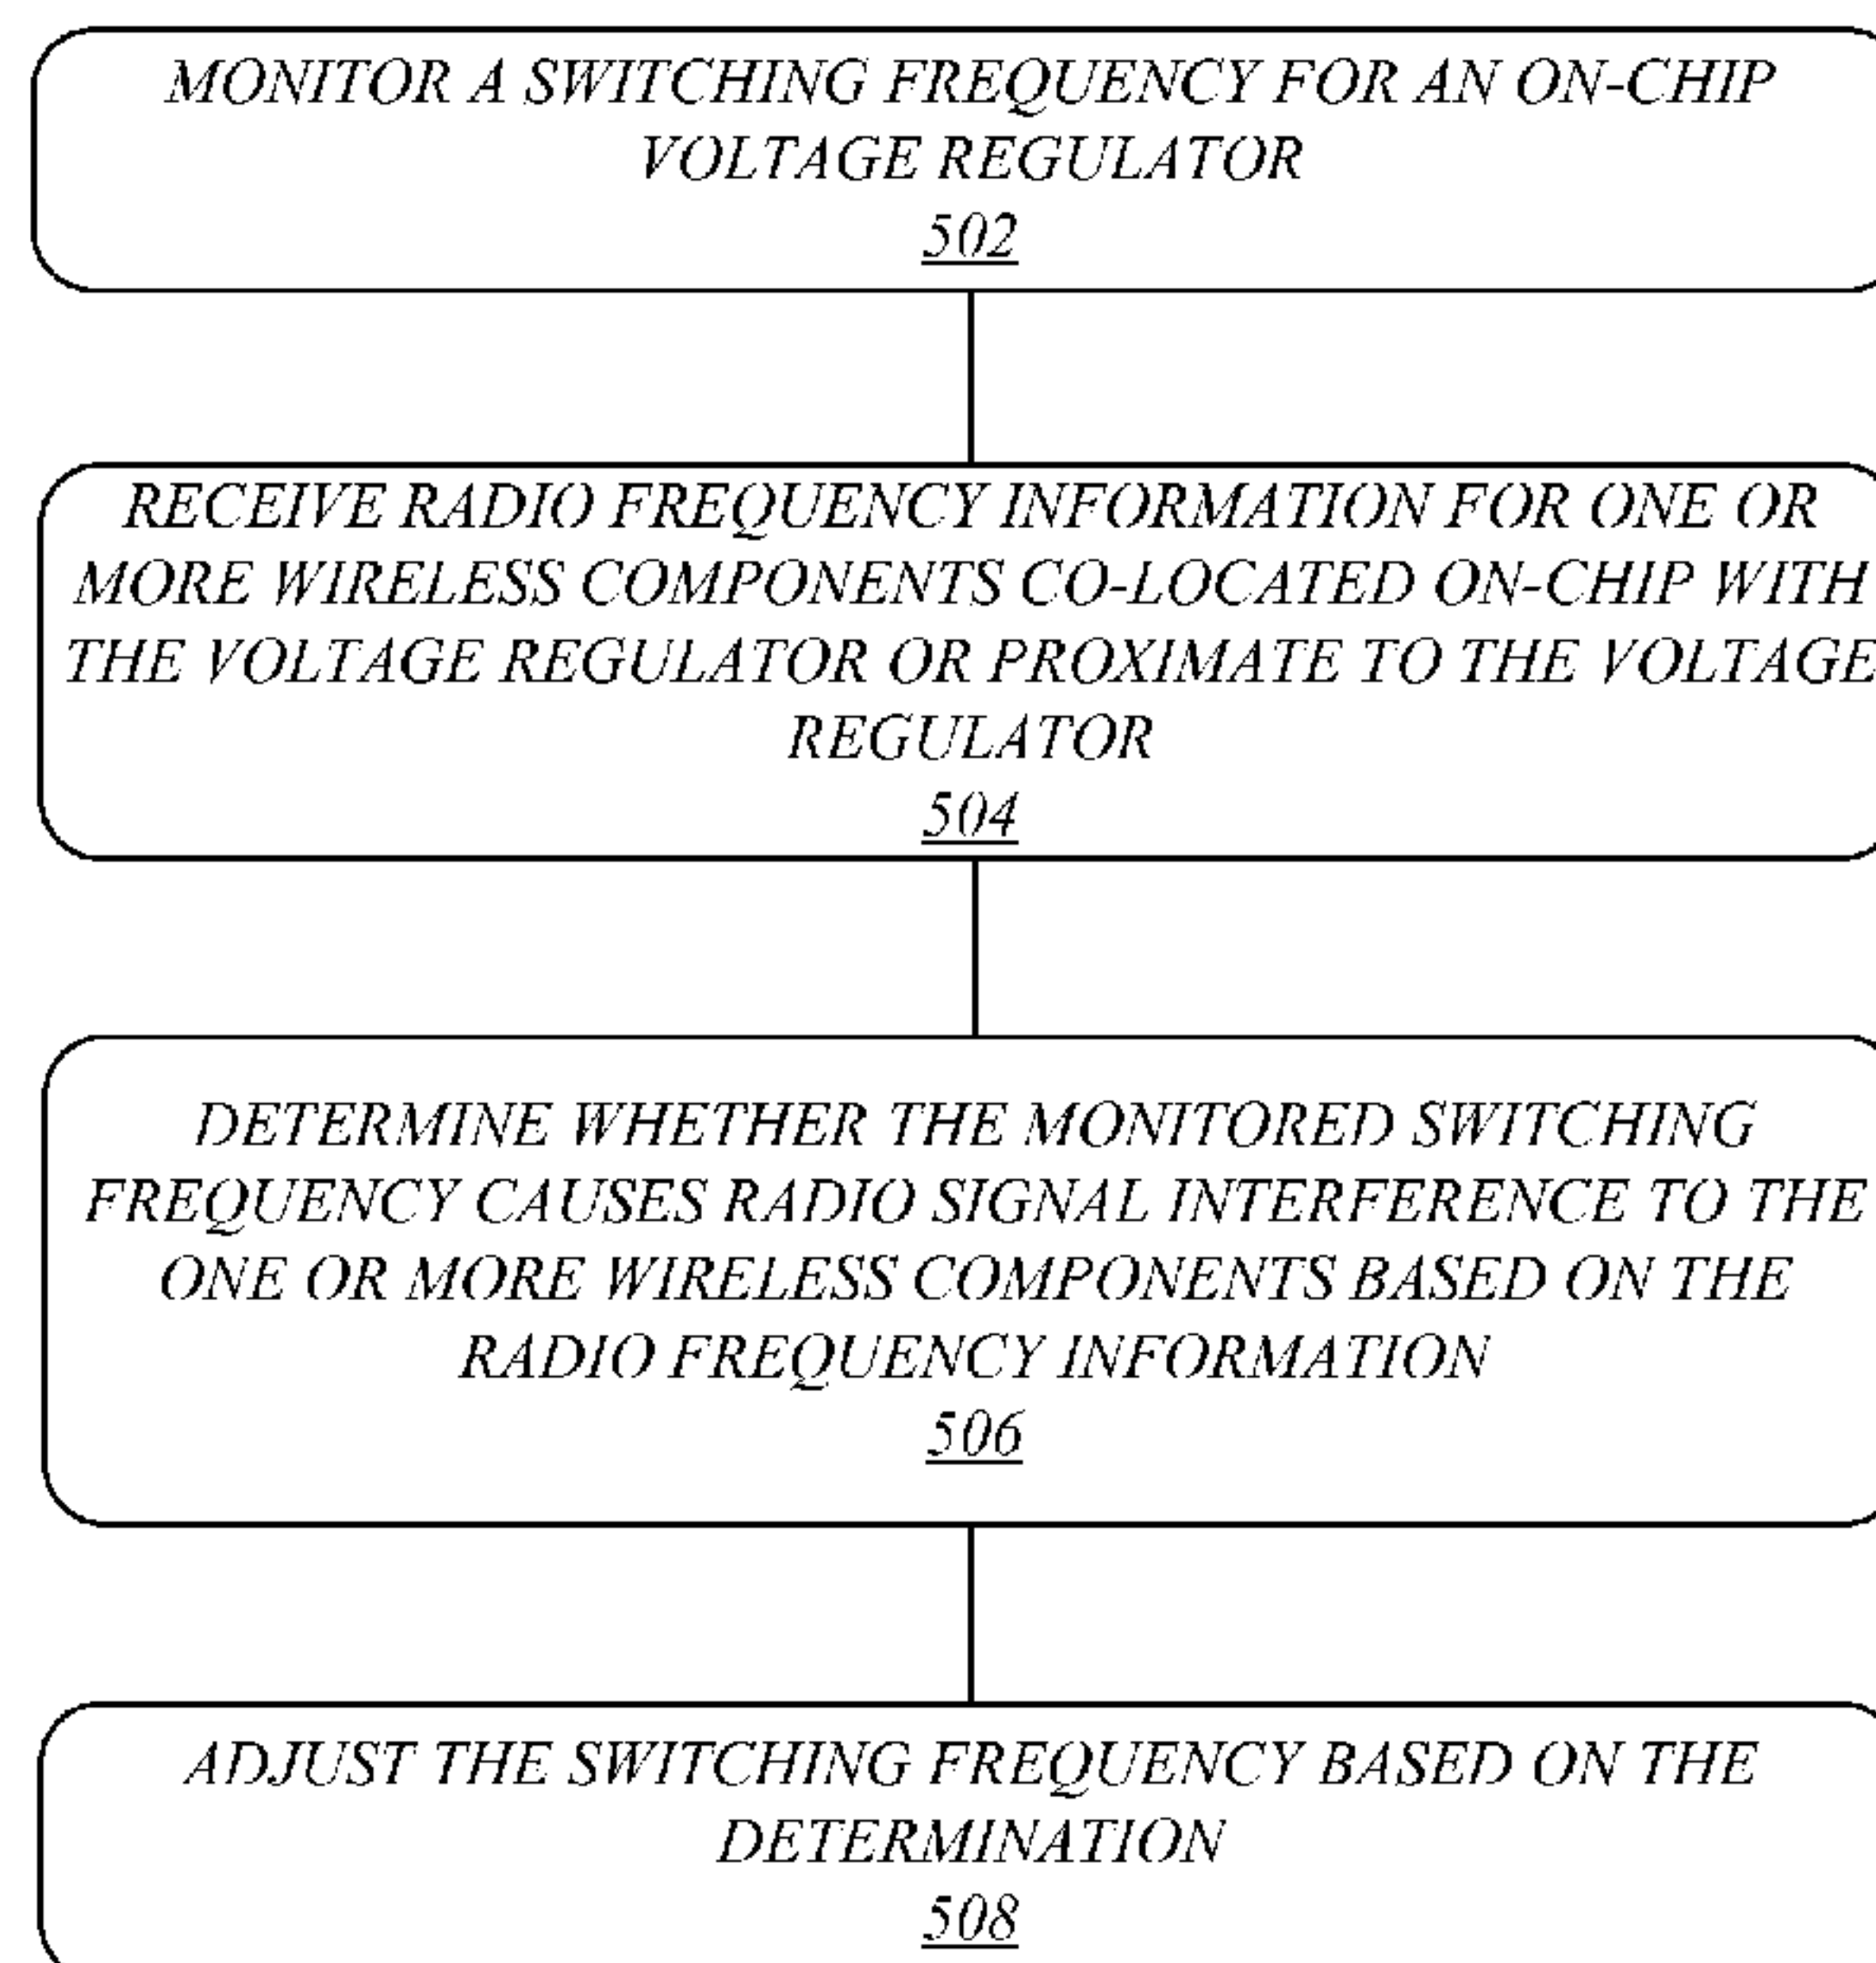 MONITOR A SWITCHING FREQUENCY FOR AN ON-CHIP
VOLTAGE REGULATOR
502
RECEIVE RADIO FREQUENCY INFORMATION FOR ONE OR
MORE WIRELESS COMPONENTS CO-LOCATED ON-CHIP WITH
THE VOLTAGE REGULATOR OR PROXIMATE TO THE VOLTAGE
REGULATOR
504
DETERMINE WHETHER THE MONITORED SWITCHING
FREQUENCY CAUSES RADIO SIGNAL INTERFERENCE TO THE
ONE OR MORE WIRELESS COMPONENTS BASED ON THE
RADIO FREQUENCY INFORMATION
506
ADJUST THE SWITCHING FREQUENCY BASED ON THE
DETERMINATION
508